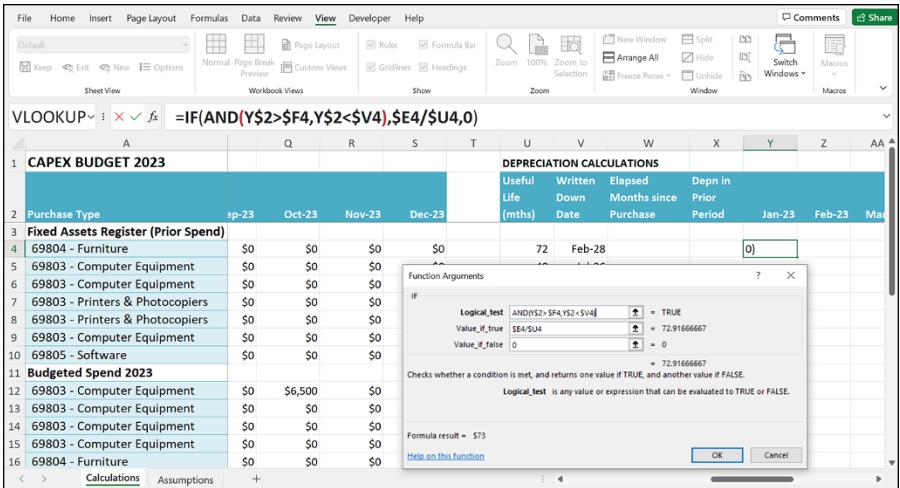 File Home Insert Page Layout Formulas Data Review View Developer Help Comments Share
Default
Keep Exit New Options
Sheet View
Normal Page Break Preview
Page Layout
Custom Views
Workbook Views
Ruler Formula Bar
Gridlines Headings
Show
Zoom 100% Zoom to Selection
Zoom
New Window
Arrange All
Freeze Panes
Split
Hide
Unhide
Switch Windows
Window
Macros
Macros
VLOOKUP fx =IF(AND(Y$2>$F4,Y$2<$V4),$E4/$U4,0)
A Q R S T U V W X Y Z AA
1 CAPEX BUDGET 2023 DEPRECIATION CALCULATIONS
Useful Written Elapsed Depn in
Life Down Months since Prior
2 Purchase Type ep-23 Oct-23 Nov-23 Dec-23 (mths) Date Purchase Period Jan-23 Feb-23 Mar
3 Fixed Assets Register (Prior Spend)
4 69804 - Furniture $0 $0 $0 $0 72 Feb-28 0)
5 69803 - Computer Equipment $0 $0 $0
6 69803 - Computer Equipment $0 $0 $0
7 69803 - Printers & Photocopiers $0 $0 $0
8 69803 - Printers & Photocopiers $0 $0 $0
9 69803 - Computer Equipment $0 $0 $0
10 69805 - Software $0 $0 $0
11 Budgeted Spend 2023
12 69803 - Computer Equipment $0 $6,500 $0
13 69803 - Computer Equipment $0 $0 $0
14 69803 - Computer Equipment $0 $0 $0
15 69803 - Computer Equipment $0 $0 $0
16 69804 - Furniture $0 $0 $0
Function Arguments ? ×
IF
Logical_test AND(Y$2>$F4,Y$2<$V4) = TRUE
Value_if_true $E4/$U4 = 72.91666667
Value_if_false 0 = 0
= 72.91666667
Checks whether a condition is met, and returns one value if TRUE, and another value if FALSE.
Logical_test is any value or expression that can be evaluated to TRUE or FALSE.
Formula result = $73
Help on this function OK Cancel
Calculations Assumptions +